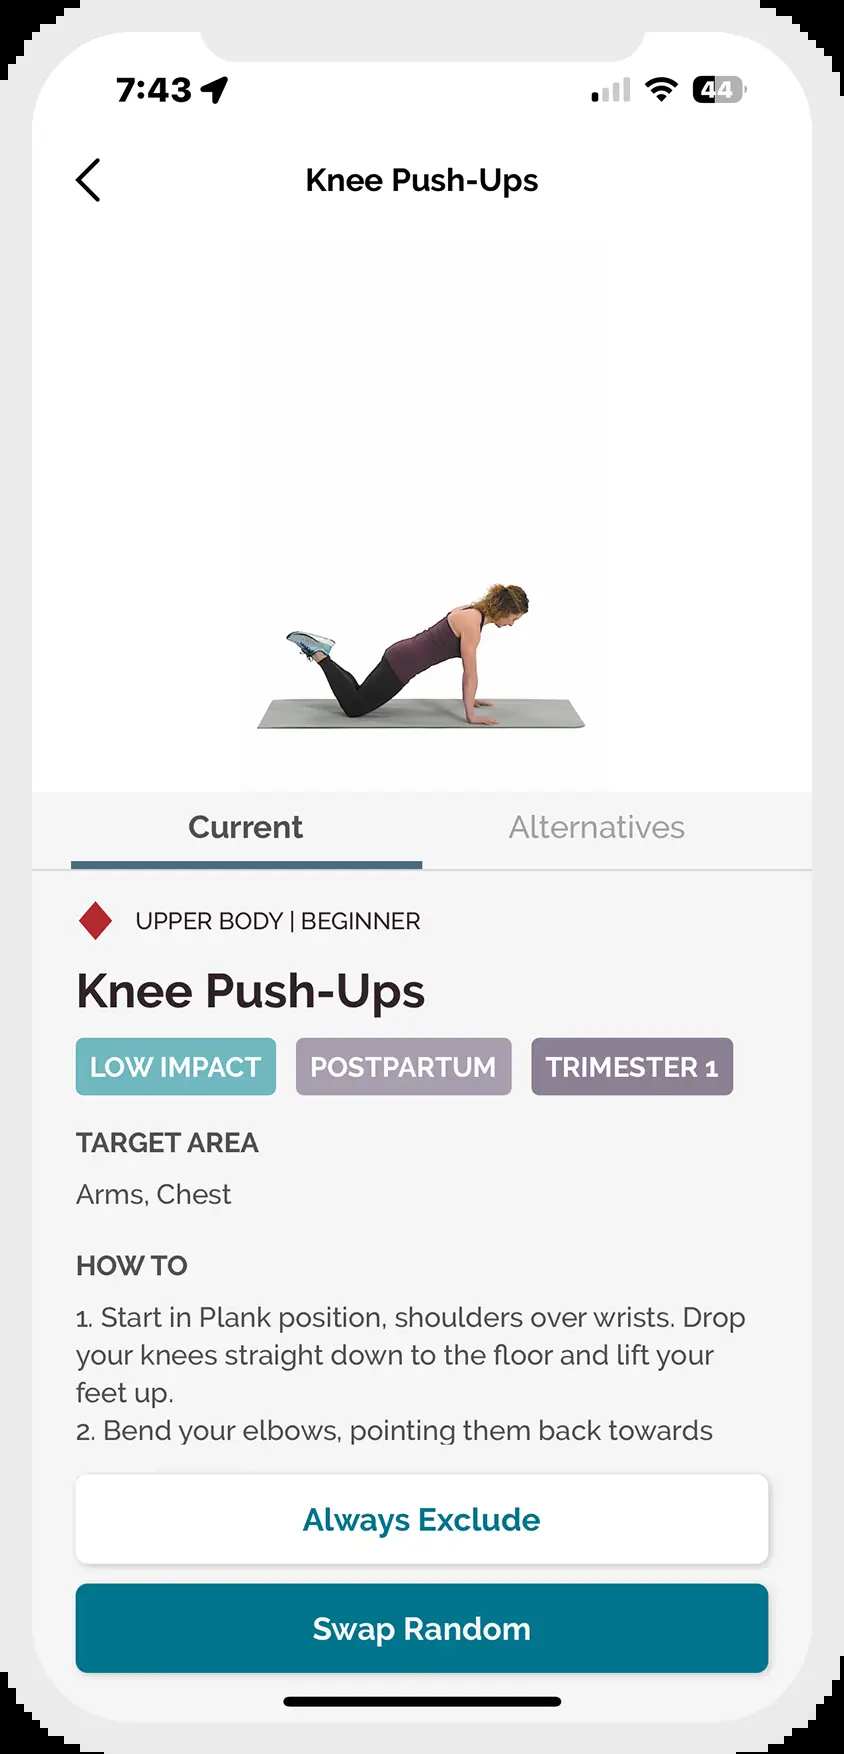 7:43
44
Knee Push-Ups
Current
Alternatives
UPPER BODY | BEGINNER
Knee Push-Ups
LOW IMPACT
POSTPARTUM
TRIMESTER 1
TARGET AREA
Arms, Chest
HOW TO
1. Start in Plank position, shoulders over wrists. Drop
your knees straight down to the floor and lift your
feet up.
2. Bend your elbows, pointing them back towards
Always Exclude
Swap Random